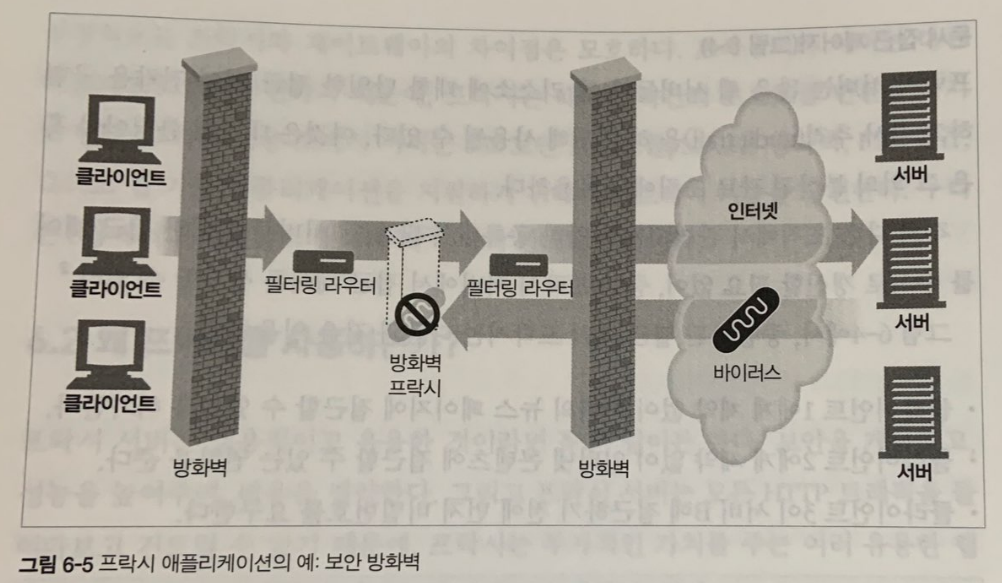 클라이언트
클라이언트
클라이언트
방화벽
필터링 라우터
방화벽
프락시
필터링 라우터
방화벽
인터넷
바이러스
서버
서버
서버
그림 6-5 프락시 애플리케이션의 예: 보안 방화벽